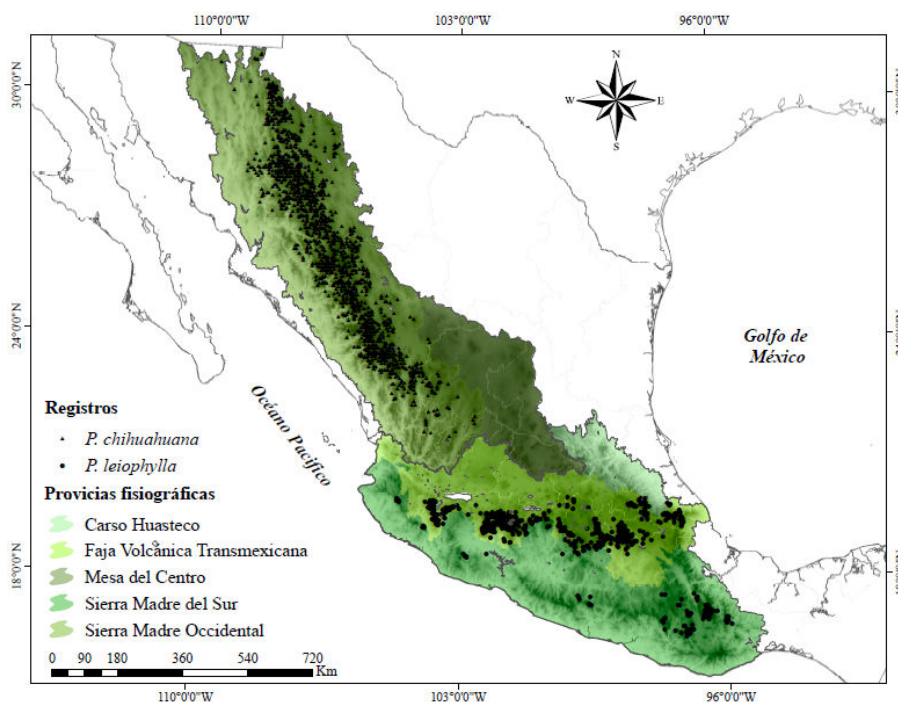 110°0'0"W 103°0'0"W 96°0'0"W
30°0'0"N
24°0'0"N
18°0'0"N
N
W E
S
Golfo de
México
Océano Pacífico
Registros
P. chihuahuana
P. leiophylla
Provicias fisiográficas
Carso Huasteco
Faja Volcánica Transmexicana
Mesa del Centro
Sierra Madre del Sur
Sierra Madre Occidental
0 90 180 360 540 720
Km
110°0'0"W 103°0'0"W 96°0'0"W